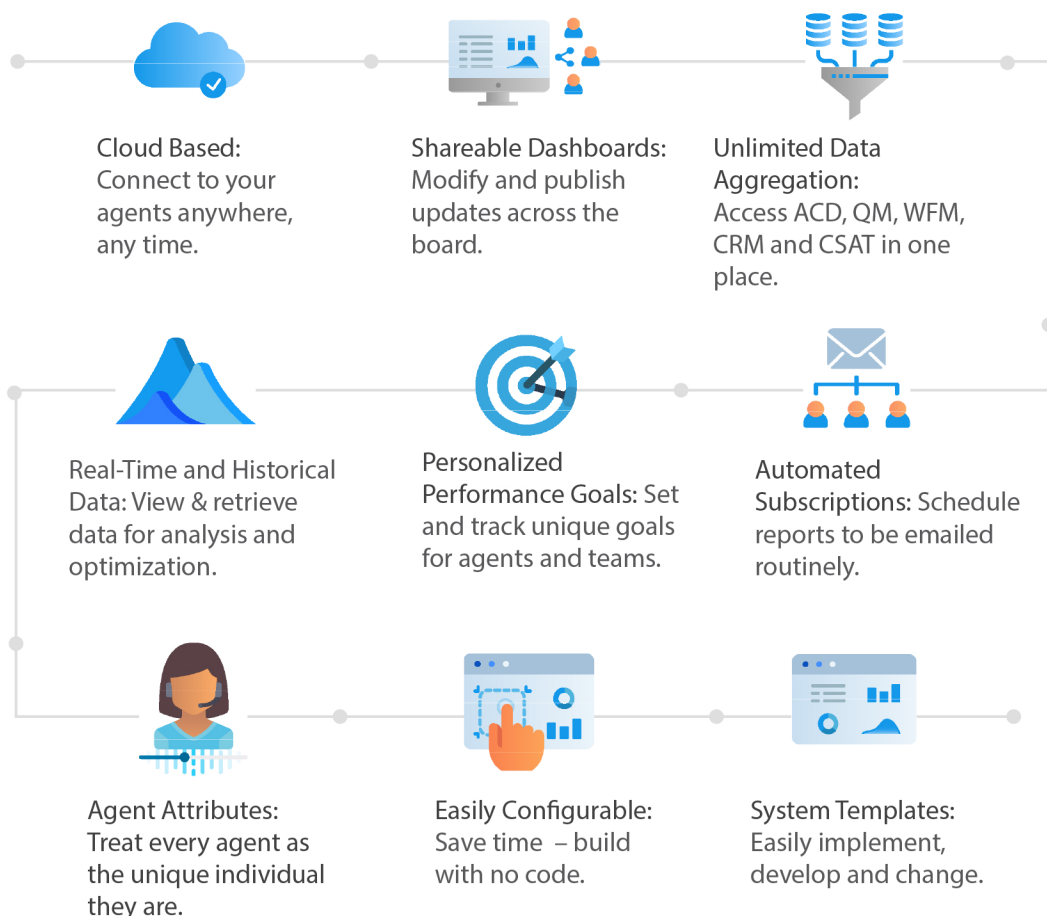 Cloud Based:
Connect to your
agents anywhere,
any time.
Shareable Dashboards:
Modify and publish
updates across the
board.
Unlimited Data
Aggregation:
Access ACD, QM, WFM,
CRM and CSAT in one
place.
Real-Time and Historical
Data: View & retrieve
data for analysis and
optimization.
Personalized
Performance Goals: Set
and track unique goals
for agents and teams.
Automated
Subscriptions: Schedule
reports to be emailed
routinely.
Agent Attributes:
Treat every agent as
the unique individual
they are.
Easily Configurable:
Save time – build
with no code.
System Templates:
Easily implement,
develop and change.